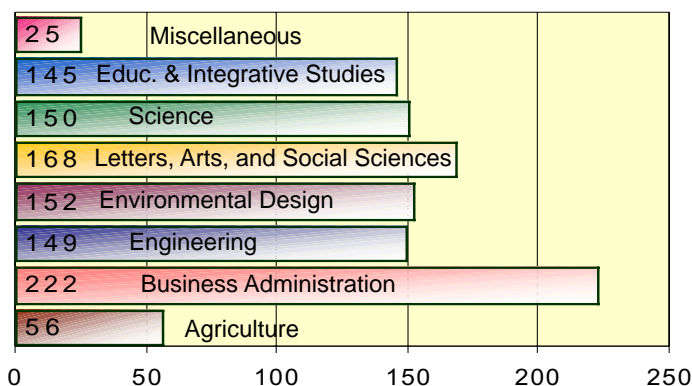 25 Miscellaneous
145 Educ. & Integrative Studies
150 Science
168 Letters, Arts, and Social Sciences
152 Environmental Design
149 Engineering
222 Business Administration
56 Agriculture
0 50 100 150 200 250